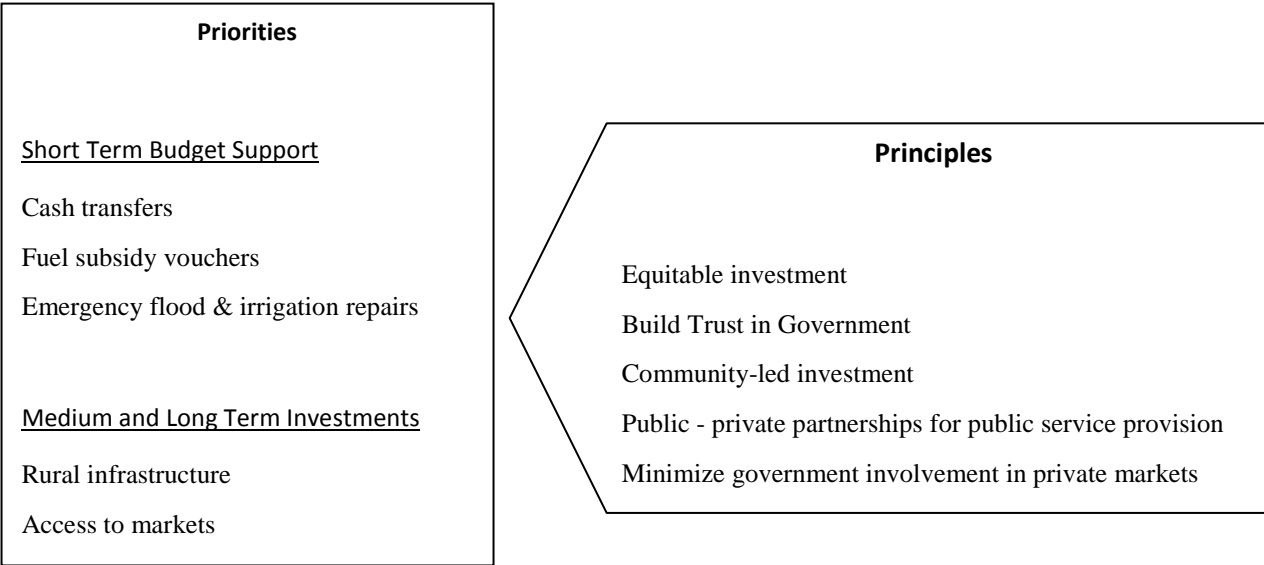 Priorities
Short Term Budget Support
Cash transfers
Fuel subsidy vouchers
Emergency flood & irrigation repairs
Medium and Long Term Investments
Rural infrastructure
Access to markets
Principles
Equitable investment
Build Trust in Government
Community-led investment
Public - private partnerships for public service provision
Minimize government involvement in private markets